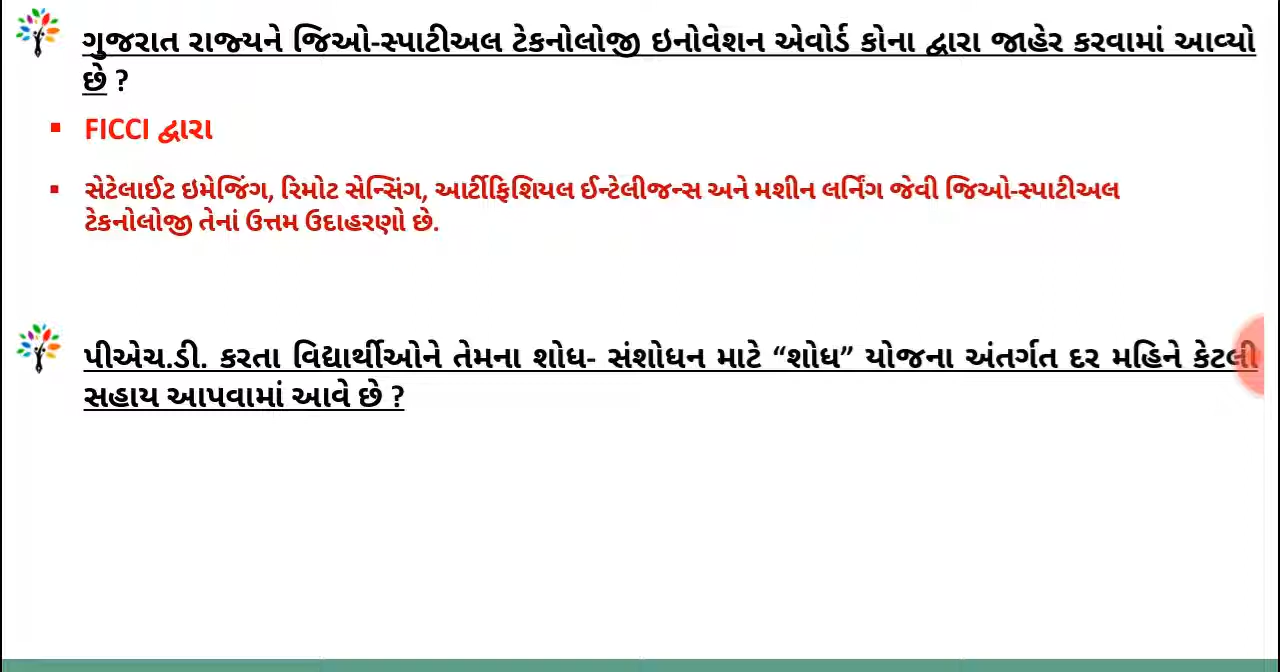 ગુજરાત રાજ્યને જિઓ-સ્પાટીઅલ ટેકનોલોજી ઇનોવેશન એવોર્ડ કોના દ્વારા જાહેર કરવામાં આવ્યો
છે ?
FICCI દ્વારા
સેટેલાઈટ ઇમેજિંગ, રિમોટ સેન્સિંગ, આર્ટીફિશિયલ ઈન્ટેલીજન્સ અને મશીન લર્નિંગ જેવી જિઓ-સ્પાટીઅલ
ટેકનોલોજી તેનાં ઉત્તમ ઉદાહરણો છે.
પીએચ.ડી. કરતા વિદ્યાર્થીઓને તેમના શોધ- સંશોધન માટે “શોધ” યોજના અંતર્ગત દર મહિને કેટલી
સહાય આપવામાં આવે છે ?